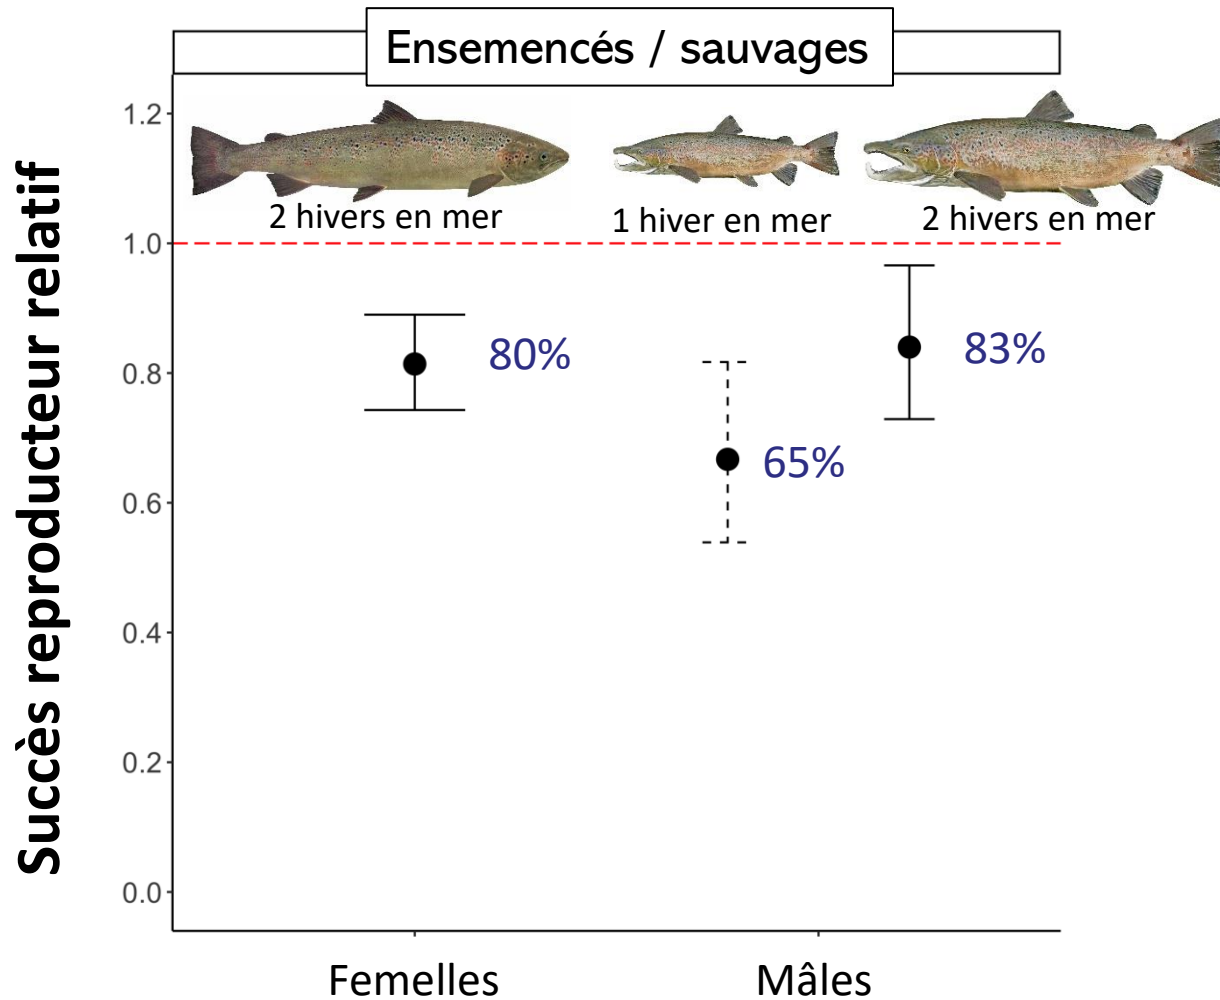 Ensemencés / sauvages
Succès reproducteur relatif
1.2
1.0
0.8
0.6
0.4
0.2
0.0
2 hivers en mer
1 hiver en mer
2 hivers en mer
80%
65%
83%
Femelles
Mâles